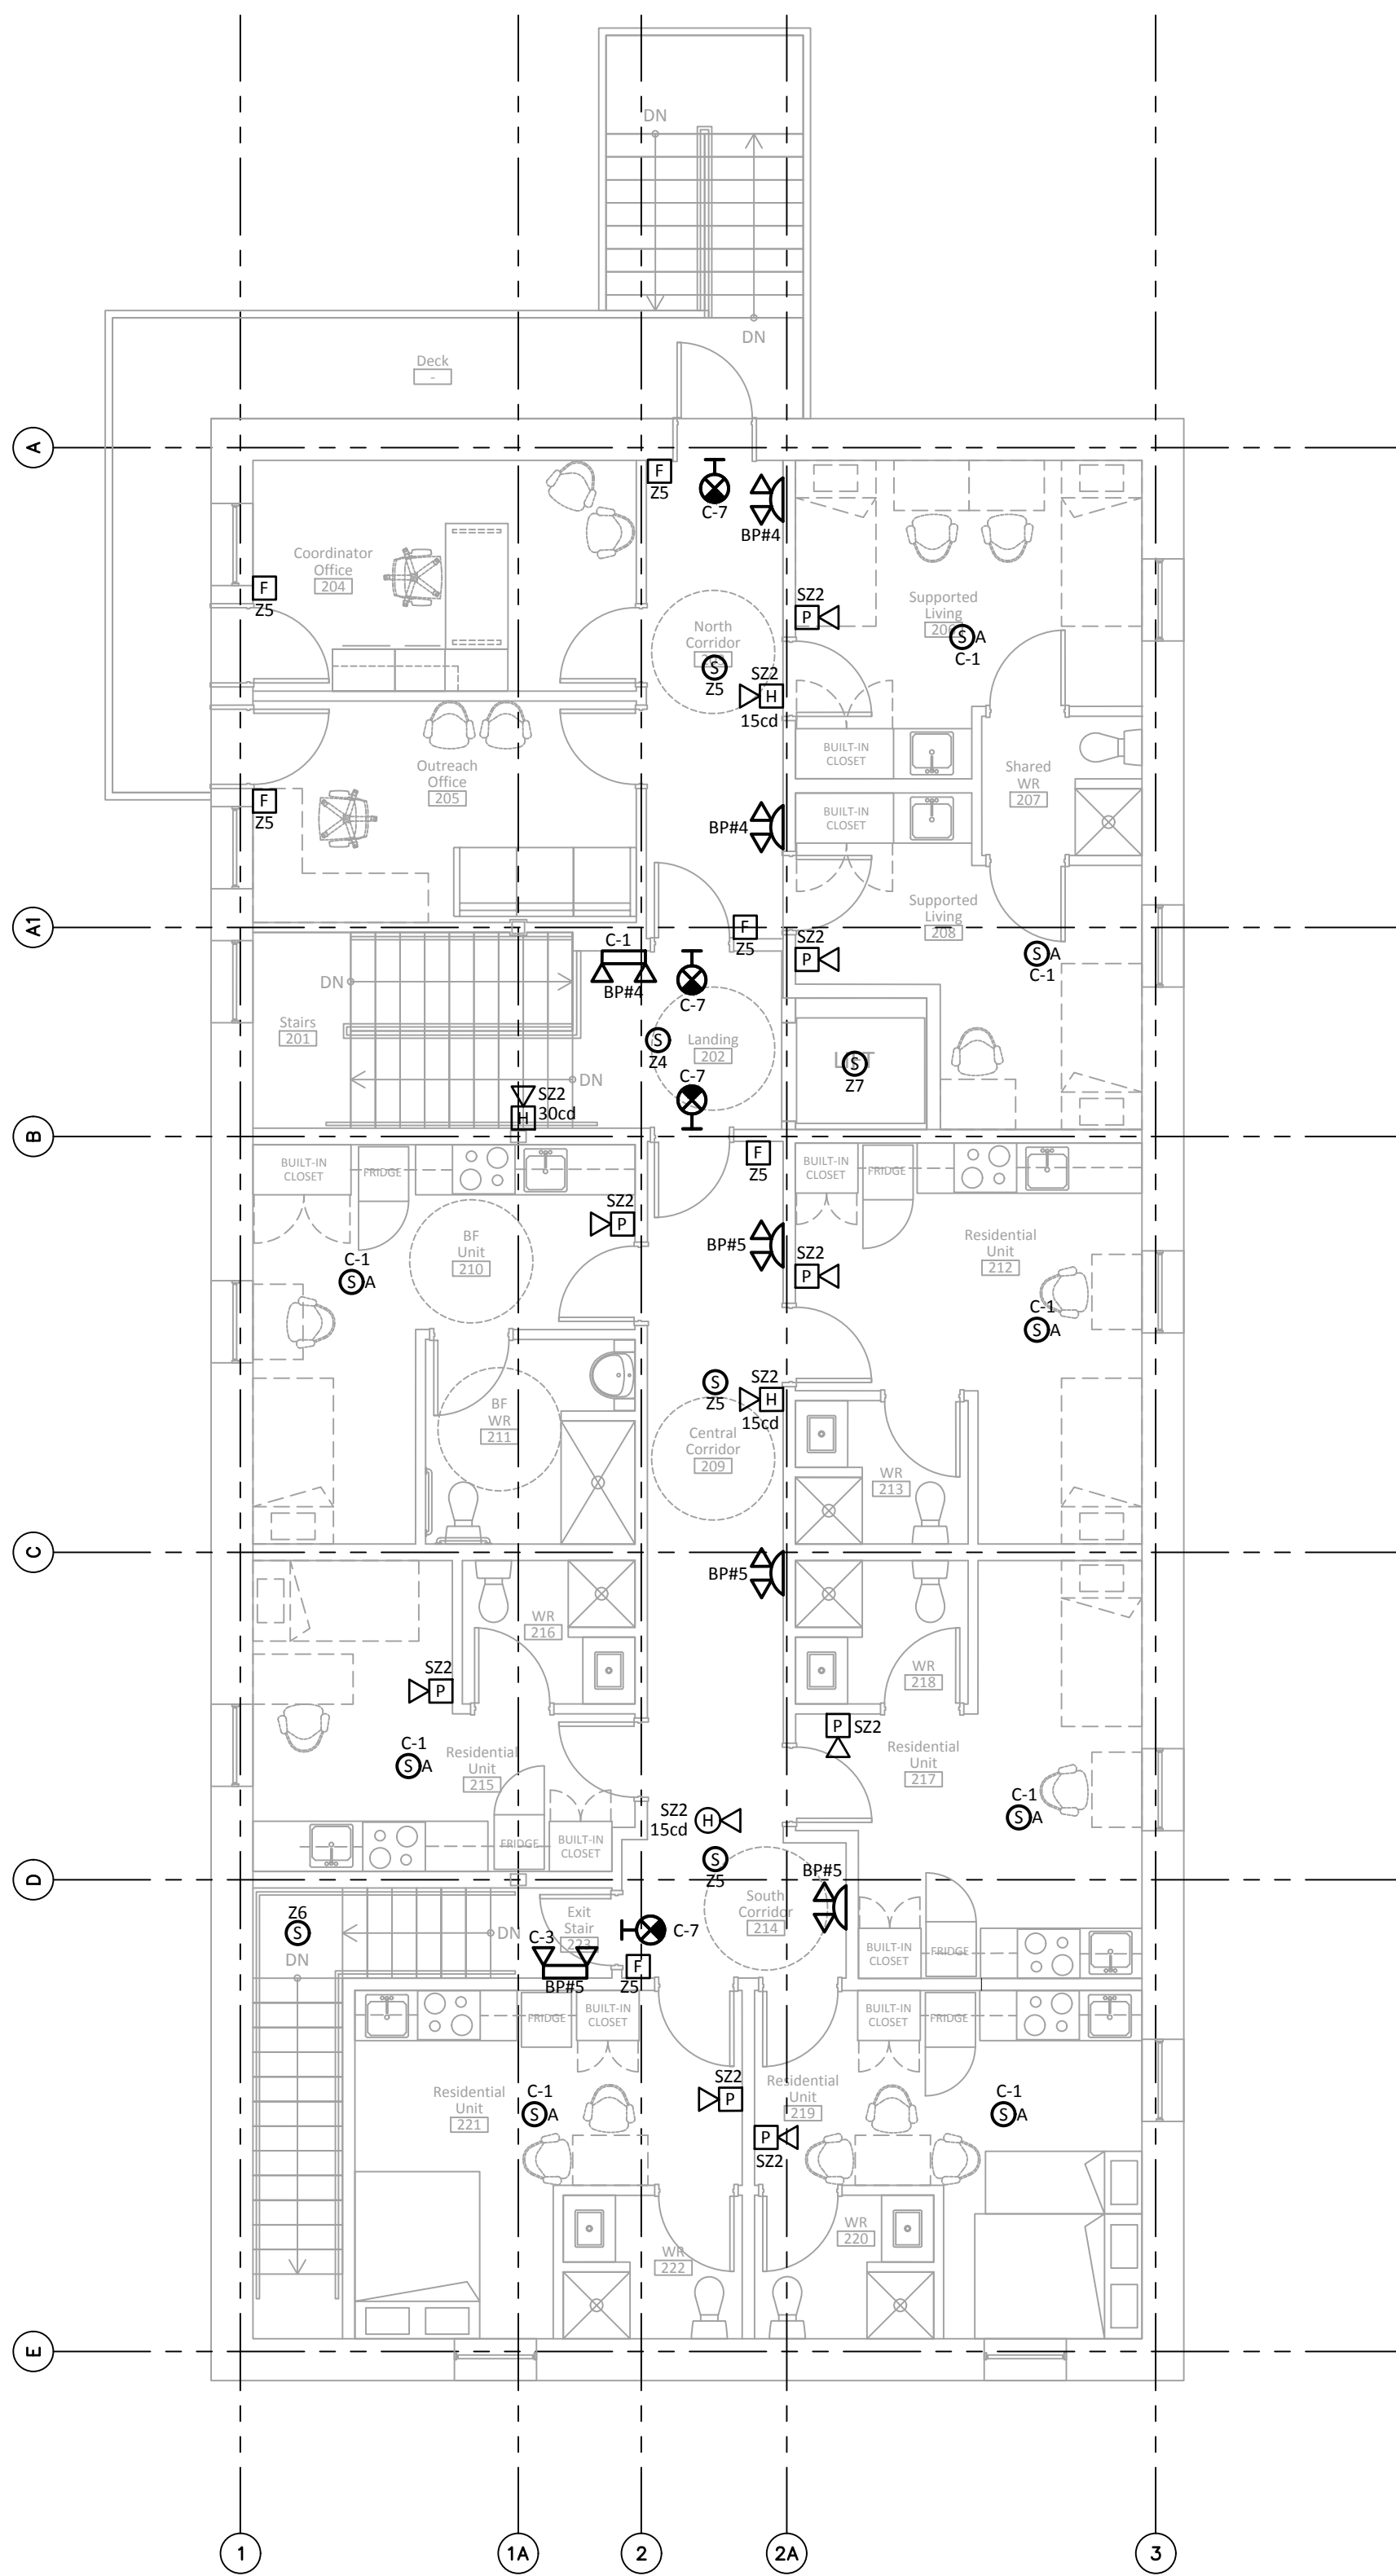 DN
DN
Deck
-
A
F
Z5
C-7
BP#4
Coordinator
Office
204
F
Z5
SZ2
P
Supported
Living
S A
C-1
North
Corridor
S
Z5
SZ2
H
15cd
Outreach
Office
205
F
Z5
BUILT-IN
CLOSET
Shared
WR
207
BP#4
BUILT-IN
CLOSET
Supported
Living
208
A1
F
Z5
C-1
BP#4
C-7
SZ2
P
S A
C-1
DN
Stairs
201
S
Z4
Landing
202
S
Z7
C-7
DN
SZ2
H
30cd
B
F
Z5
BUILT-IN
CLOSET
FRIDGE
BUILT-IN
CLOSET
FRIDGE
SZ2
P
BF
Unit
210
BP#5
SZ2
P
Residential
Unit
212
C-1
S A
C-1
S A
S
Z5
SZ2
H
15cd
BF
WR
211
Central
Corridor
209
WR
213
C
BP#5
WR
216
WR
218
SZ2
P
P
SZ2
C-1
S A
Residential
Unit
215
Residential
Unit
217
C-1
S A
SZ2
15cd
H
FRIDGE
BUILT-IN
CLOSET
S
Z5
D
BP#5
South
Corridor
214
Z6
S
DN
DN
Exit
Stair
223
C-7
C-3
BP#5
F
Z5
BUILT-IN
CLOSET
FRIDGE
FRIDGE
BUILT-IN
CLOSET
BUILT-IN
CLOSET
FRIDGE
Residential
Unit
221
C-1
S A
SZ2
P
Residential
Unit
219
C-1
S A
P
SZ2
WR
222
WR
220
E
1
1A
2
2A
3